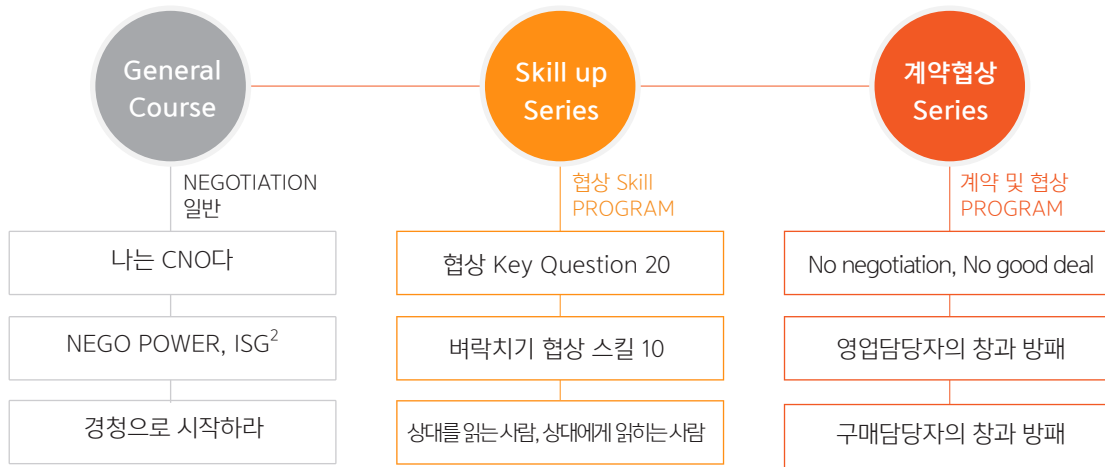 General
Course
NEGOTIATION
일반
나는 CNO다
NEGO POWER, ISG²
경청으로 시작하라
Skill up
Series
협상 Skill
PROGRAM
협상 Key Question 20
벼락치기 협상 스킬 10
상대를 읽는 사람, 상대에게 읽히는 사람
계약협상
Series
계약 및 협상
PROGRAM
No negotiation, No good deal
영업담당자의 창과 방패
구매담당자의 창과 방패